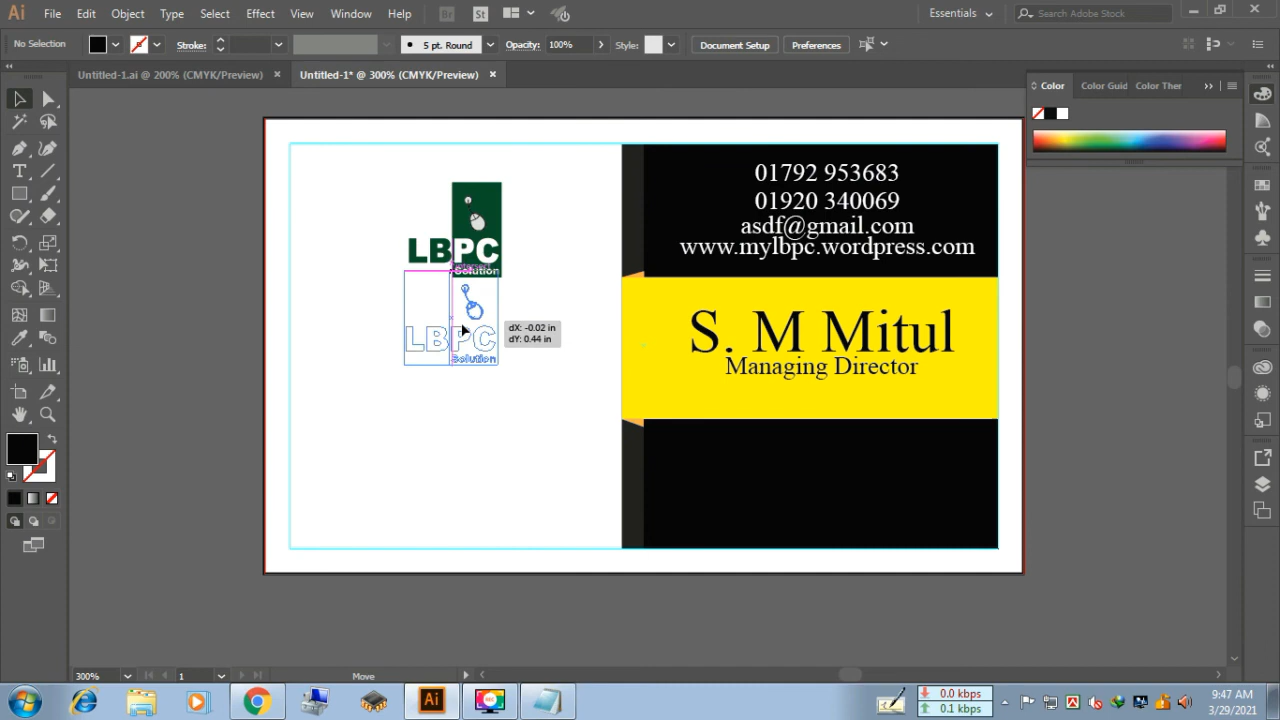 Ai File Edit Object Type Select Effect View Window Help Br St Essentials Search Adobe Stock
No Selection Stroke: 5 pt. Round Opacity: 100% Style: Document Setup Preferences
Untitled-1.ai @ 200% (CMYK/Preview) × Untitled-1* @ 300% (CMYK/Preview) ×
Color Color Guid Color Ther
01792 953683
01920 340069
asdf@gmail.com
www.mylbpc.wordpress.com
LBPC
Solution
LBPC
Solution
dX: -0.02 in
dY: 0.44 in
S. M Mitul
Managing Director
300% 1 Move
Ai
0.0 kbps
0.1 kbps
9:47 AM
3/29/2021